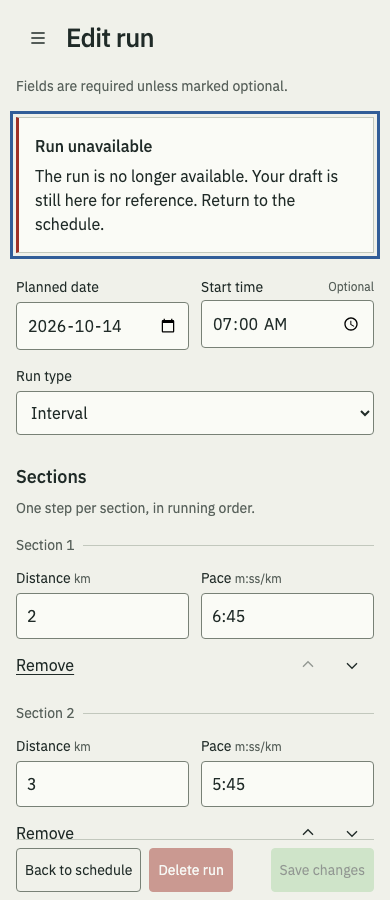 Edit run
Fields are required unless marked optional.
Run unavailable
The run is no longer available. Your draft is
still here for reference. Return to the
schedule.
Planned date
Start time Optional
2026-10-14
07:00 AM
Run type
Interval
Sections
One step per section, in running order.
Section 1
Distance km
Pace m:ss/km
2
6:45
Remove
Section 2
Distance km
Pace m:ss/km
3
5:45
Remove
Back to schedule
Delete run
Save changes